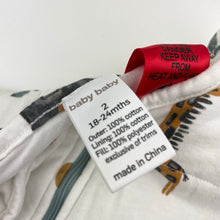 KEEP AWAY
FROM
baby baby
2
18-24mths
Outer: 100% cotton
Lining: 100% cotton
Fill: 100% polyester
exclusive of trims
made in China